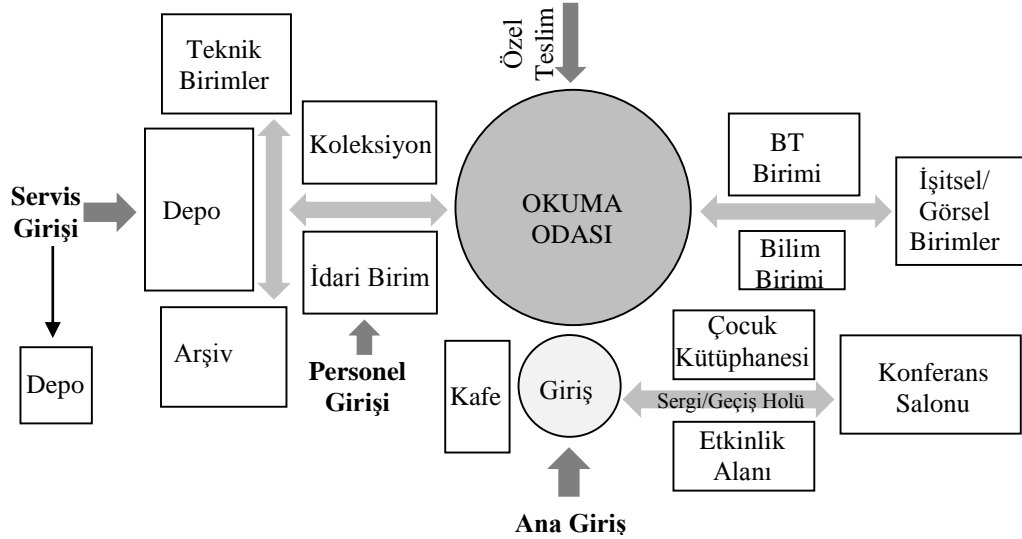 Teknik
Birimler
Özel
Teslim
Koleksiyon
BT
Birimi
Servis
Girişi
Depo
OKUMA
ODASI
İşitsel/
Görsel
Birimler
İdari Birim
Bilim
Birimi
Depo
Arşiv
Personel
Girişi
Kafe
Giriş
Çocuk
Kütüphanesi
Sergi/Geçiş Holü
Etkinlik
Alanı
Konferans
Salonu
Ana Giriş